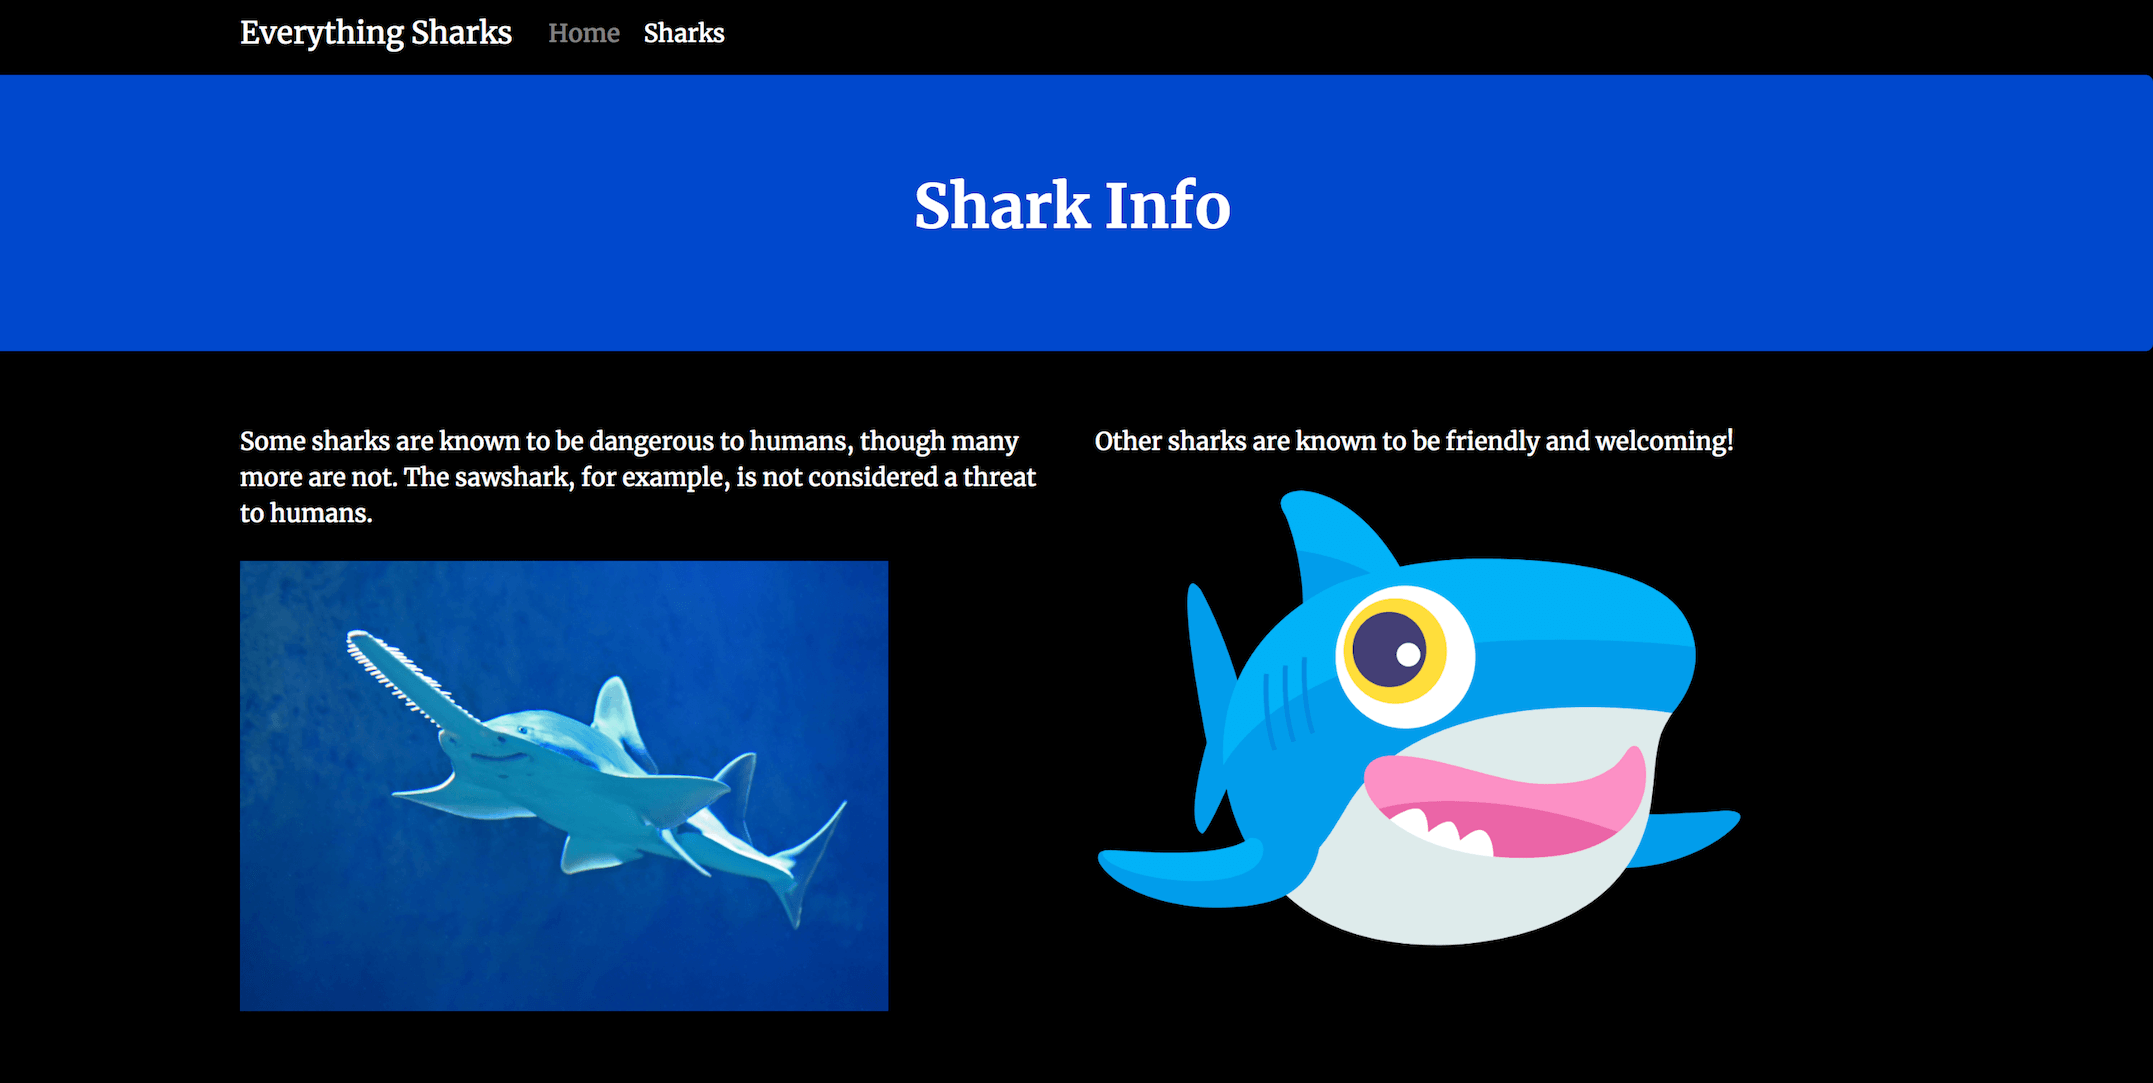 Everything Sharks Home Sharks
Shark Info
Some sharks are known to be dangerous to humans, though many
more are not. The sawshark, for example, is not considered a threat
to humans.
Other sharks are known to be friendly and welcoming!